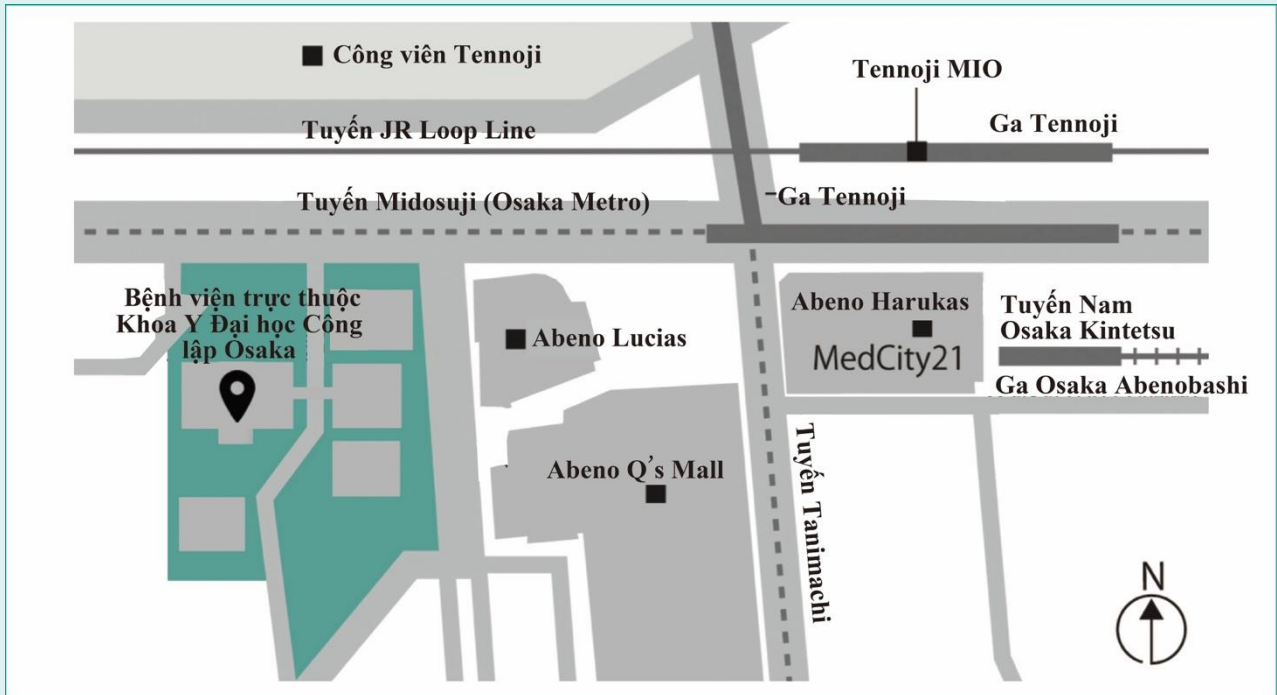 Công viên Tennoji
Tennoji MIO
Tuyến JR Loop Line
Ga Tennoji
Tuyến Midosuji (Osaka Metro)
Ga Tennoji
Bệnh viện trực thuộc
Khoa Y Đại học Công
lập Osaka
Abeno Lucias
Abeno Harukas
MedCity21
Tuyến Nam
Osaka Kintetsu
Ga Osaka Abenobashi
Abeno Q's Mall
Tuyến Tanimachi
N